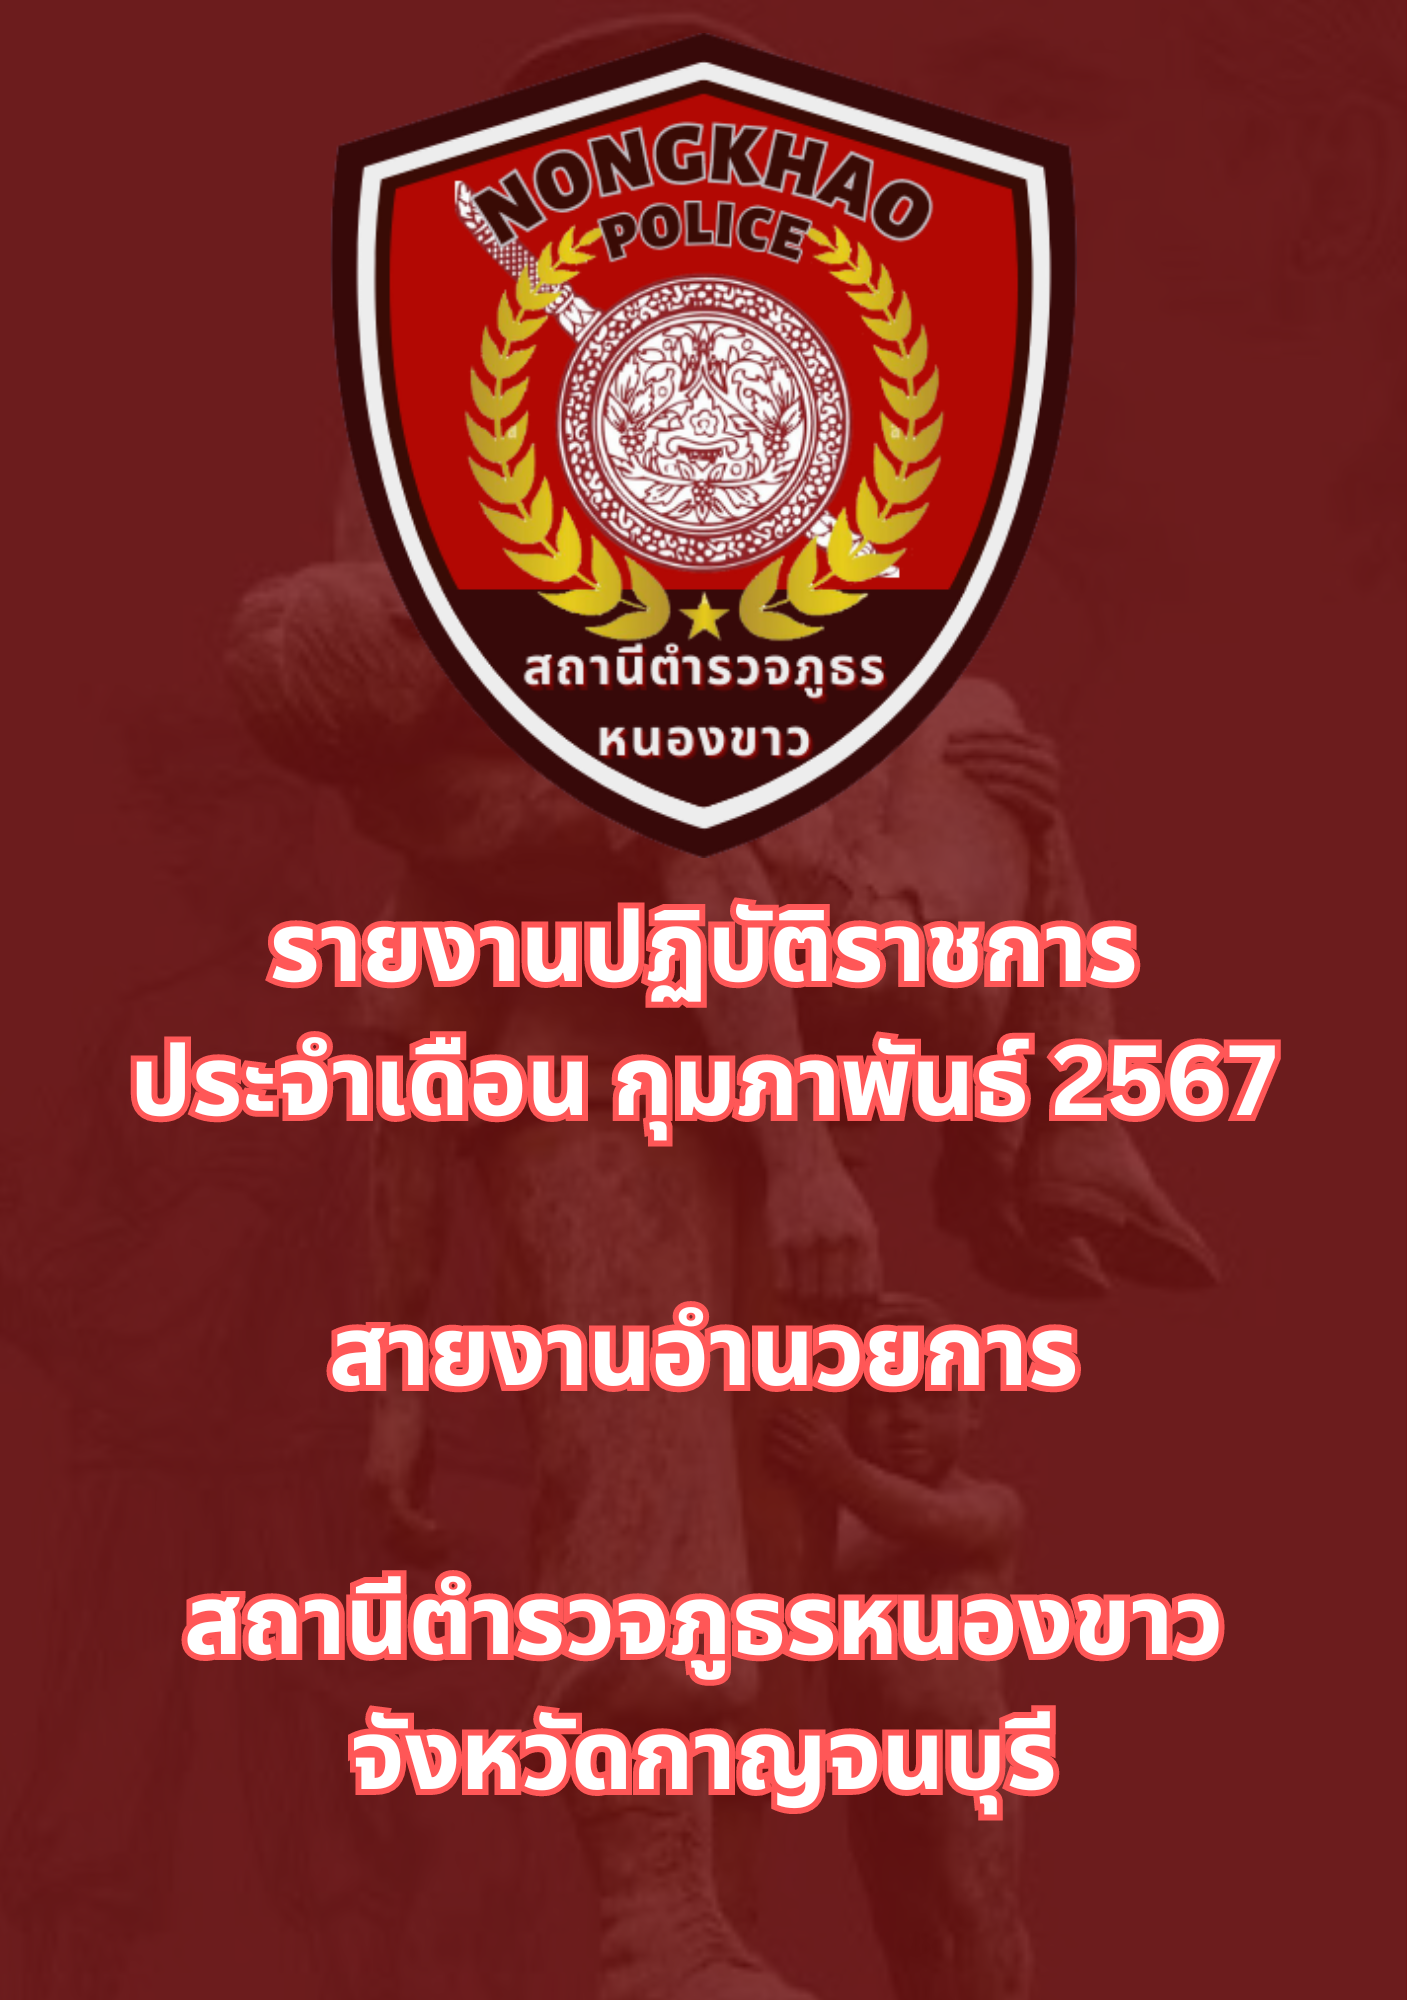 NONGKHAO
POLICE
สถานีตำรวจภูธร
หนองขาว
รายงานปฏิบัติราชการ
ประจำเดือน กุมภาพันธ์ 2567
สายงานอำนวยการ
สถานีตำรวจภูธรหนองขาว
จังหวัดกาญจนบุรี